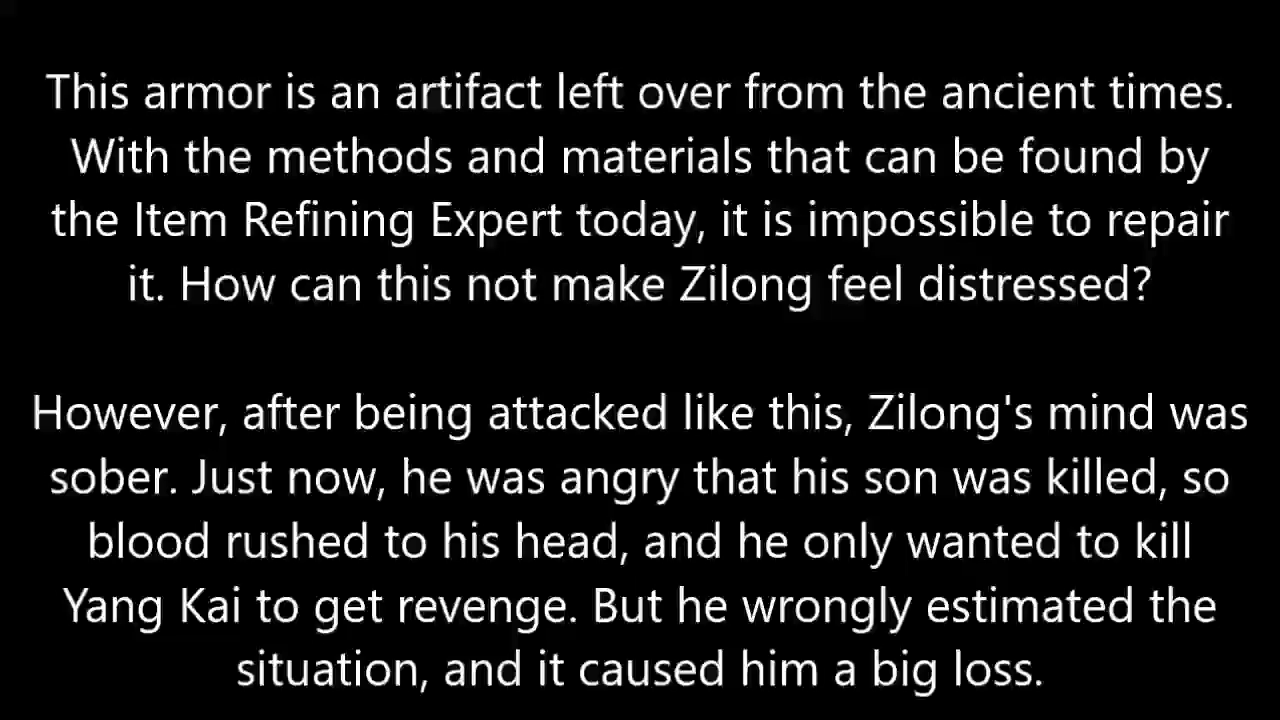 This armor is an artifact left over from the ancient times.
With the methods and materials that can be found by
the Item Refining Expert today, it is impossible to repair
it. How can this not make Zilong feel distressed?
However, after being attacked like this, Zilong's mind was
sober. Just now, he was angry that his son was killed, so
blood rushed to his head, and he only wanted to kill
Yang Kai to get revenge. But he wrongly estimated the
situation, and it caused him a big loss.